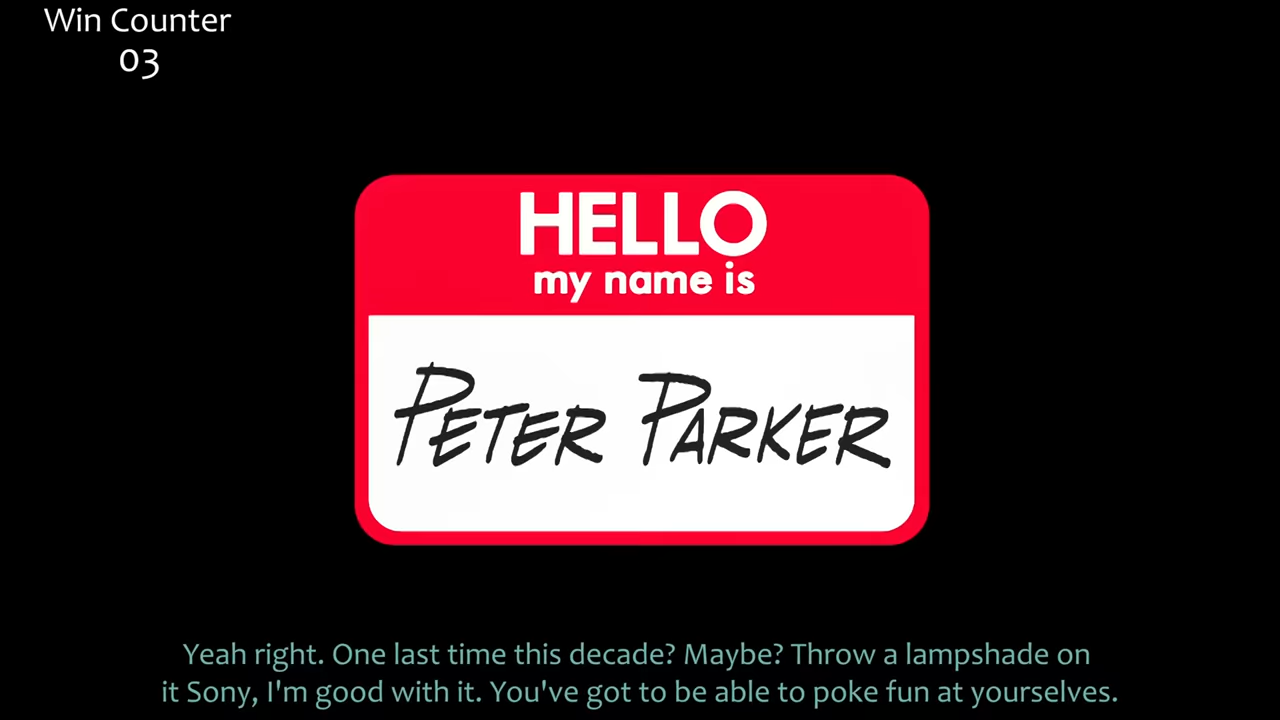 Win Counter
03
HELLO
my name is
PETER PARKER
Yeah right. One last time this decade? Maybe? Throw a lampshade on
it Sony, I'm good with it. You've got to be able to poke fun at yourselves.